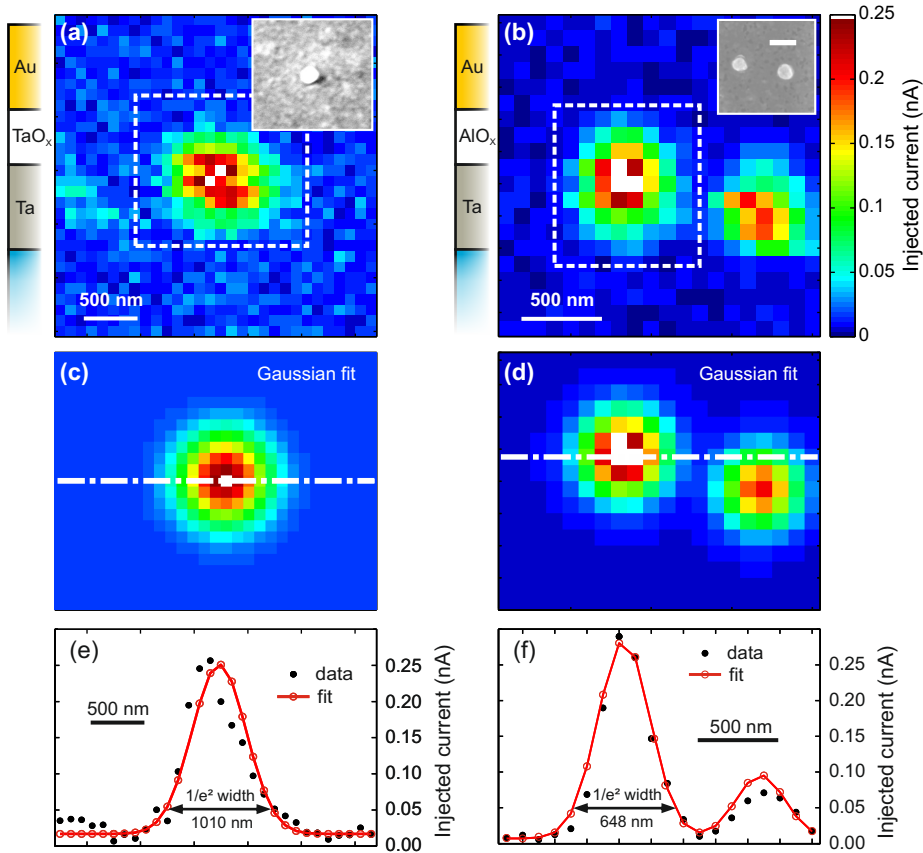 (a)
Au
TaOx
Ta
500 nm
(b)
Au
AlOx
Ta
500 nm
0.25
0.2
0.15
0.1
0.05
0
Injected current (nA)
(c)
Gaussian fit
(d)
Gaussian fit
(e)
data
fit
500 nm
1/e² width
1010 nm
0.25
0.20
0.15
0.10
0.05
0.00
Injected current (nA)
(f)
data
fit
500 nm
1/e² width
648 nm
0.25
0.20
0.15
0.10
0.05
0.00
Injected current (nA)